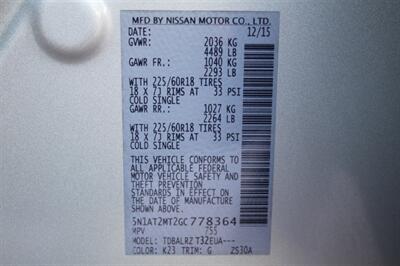 MFD BY NISSAN MOTOR CO., LTD.
DATE: 12/15
GVWR: 2036 KG
4489 LB
GAWR FR.: 1040 KG
2293 LB
WITH 225/60R18 TIRES
18 X 7J RIMS AT 33 PSI
COLD SINGLE
GAWR RR.: 1027 KG
2264 LB
WITH 225/60R18 TIRES
18 X 7J RIMS AT 33 PSI
COLD SINGLE
THIS VEHICLE CONFORMS TO
ALL APPLICABLE FEDERAL
MOTOR VEHICLE SAFETY AND
THEFT PREVENTION
STANDARDS IN EFFECT ON
THE DATE OF MANUFACTURE
SHOWN ABOVE.
5N1AT2MT2GC778364
MPV 755
MODEL: TDBALRZ T32EUA---
COLOR: K23 TRIM: G ZS30A